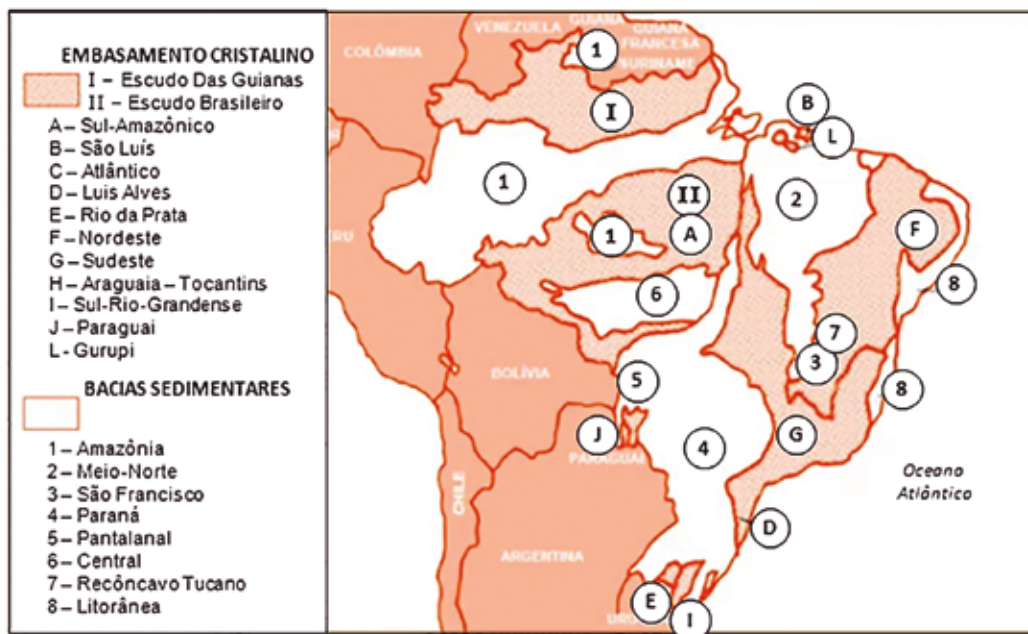 EMBASAMENTO CRISTALINO
I – Escudo Das Guianas
II – Escudo Brasileiro
A – Sul-Amazônico
B – São Luís
C – Atlântico
D – Luis Alves
E – Rio da Prata
F – Nordeste
G – Sudeste
H – Araguaia – Tocantins
I – Sul-Rio-Grandense
J – Paraguai
L - Gurupi
BACIAS SEDIMENTARES
1 – Amazônia
2 – Meio-Norte
3 – São Francisco
4 – Paraná
5 – Pantalanal
6 – Central
7 – Recôncavo Tucano
8 – Litorânea
VENEZUELA
GUIANA
COLÔMBIA
GUIANA
FRANCESA
SURINAME
1
I
B
L
1
II
2
1
A
F
6
8
7
3
5
8
BOLÍVIA
J
PARAGUAI
4
G
CHILE
Oceano
Atlântico
D
ARGENTINA
E
I